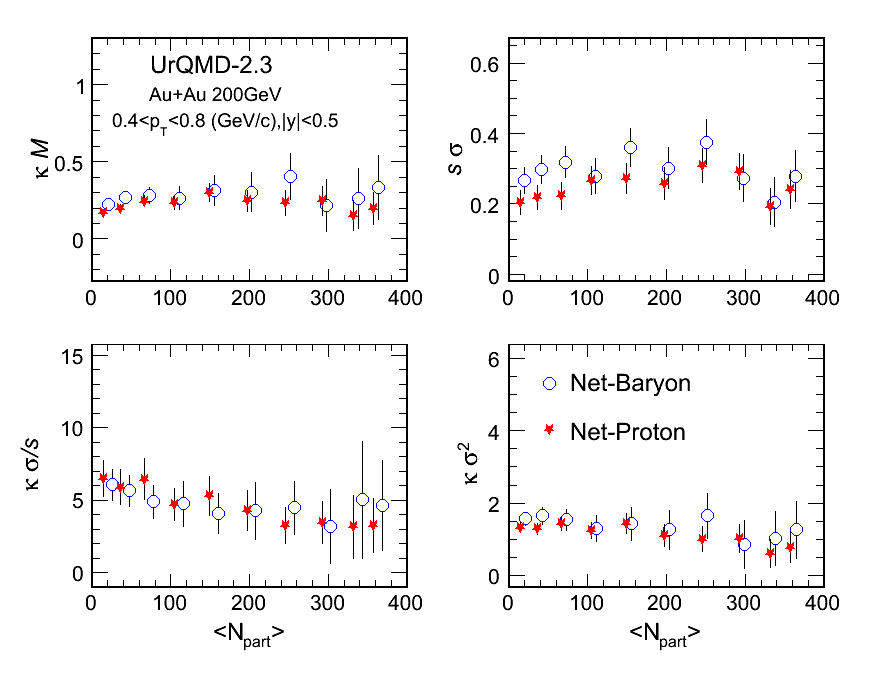 UrQMD-2.3
Au+Au 200GeV
0.4<p_T<0.8 (GeV/c),|y|<0.5
κ M
1
0.5
0
0 100 200 300 400
s σ
0.6
0.4
0.2
0
0 100 200 300 400
κ σ/s
15
10
5
0
0 100 200 300 400
<N_part>
Net-Baryon
Net-Proton
κ σ²
6
4
2
0
0 100 200 300 400
<N_part>